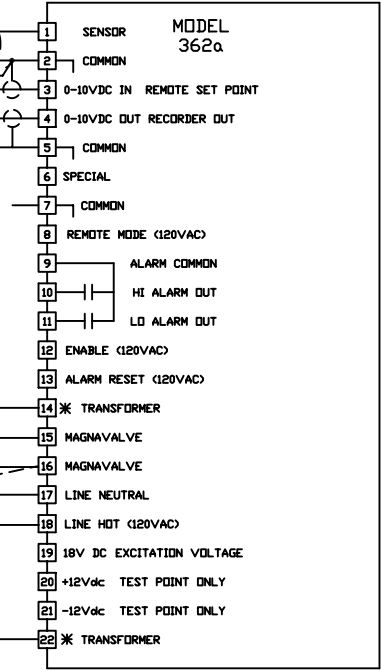 MODEL
362a
1 SENSOR
2 COMMON
3 0-10VDC IN REMOTE SET POINT
4 0-10VDC OUT RECORDER OUT
5 COMMON
6 SPECIAL
7 COMMON
8 REMOTE MODE (120VAC)
9 ALARM COMMON
10 HI ALARM OUT
11 LO ALARM OUT
12 ENABLE (120VAC)
13 ALARM RESET (120VAC)
14 * TRANSFORMER
15 MAGNAVALVE
16 MAGNAVALVE
17 LINE NEUTRAL
18 LINE HOT (120VAC)
19 18V DC EXCITATION VOLTAGE
20 +12Vdc TEST POINT ONLY
21 -12Vdc TEST POINT ONLY
22 * TRANSFORMER